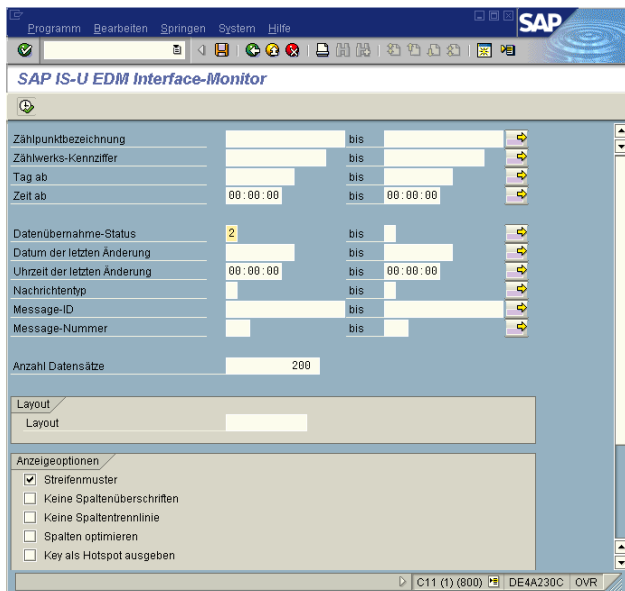 Programm Bearbeiten Springen System Hilfe
SAP
SAP IS-U EDM Interface-Monitor
Zählpunktbezeichnung bis
Zählwerks-Kennziffer bis
Tag ab bis
Zeit ab 00:00:00 bis 00:00:00
Datenübernahme-Status 2 bis
Datum der letzten Änderung bis
Uhrzeit der letzten Änderung 00:00:00 bis 00:00:00
Nachrichtentyp bis
Message-ID bis
Message-Nummer bis
Anzahl Datensätze 200
Layout
Layout
Anzeigeoptionen
Streifenmuster
Keine Spaltenüberschriften
Keine Spaltentrennlinie
Spalten optimieren
Key als Hotspot ausgeben
C11 (1) (800) DE4A230C OVR